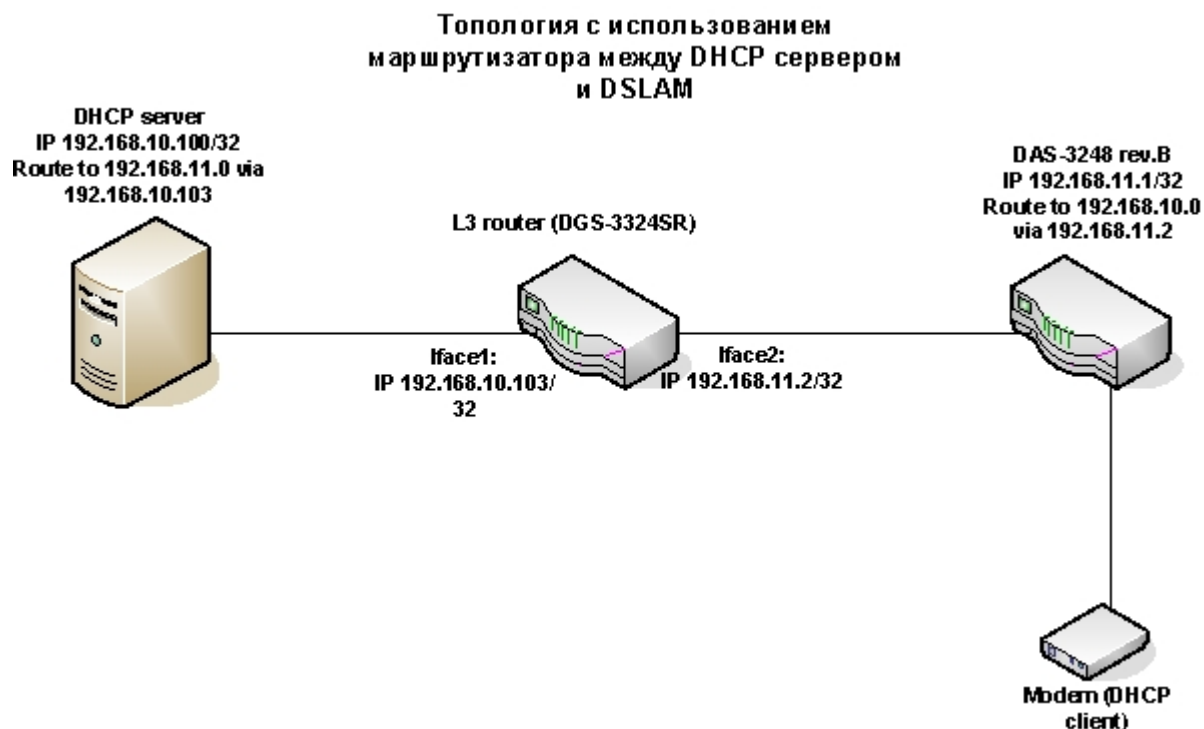 Топология с использованием
маршрутизатора между DHCP сервером
и DSLAM
DHCP server
IP 192.168.10.100/32
Route to 192.168.11.0 via
192.168.10.103
L3 router (DGS-3324SR)
DAS-3248 rev.B
IP 192.168.11.1/32
Route to 192.168.10.0
via 192.168.11.2
Iface1:
IP 192.168.10.103/
32
Iface2:
IP 192.168.11.2/32
Modem (DHCP
client)